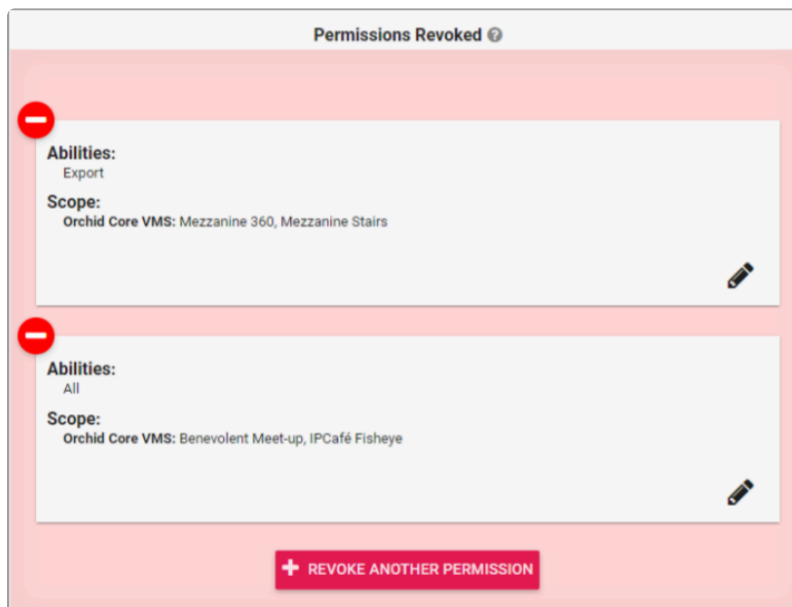 Permissions Revoked ?
Abilities:
Export
Scope:
Orchid Core VMS: Mezzanine 360, Mezzanine Stairs
Abilities:
All
Scope:
Orchid Core VMS: Benevolent Meet-up, IPCafé Fisheye
+ REVOKE ANOTHER PERMISSION